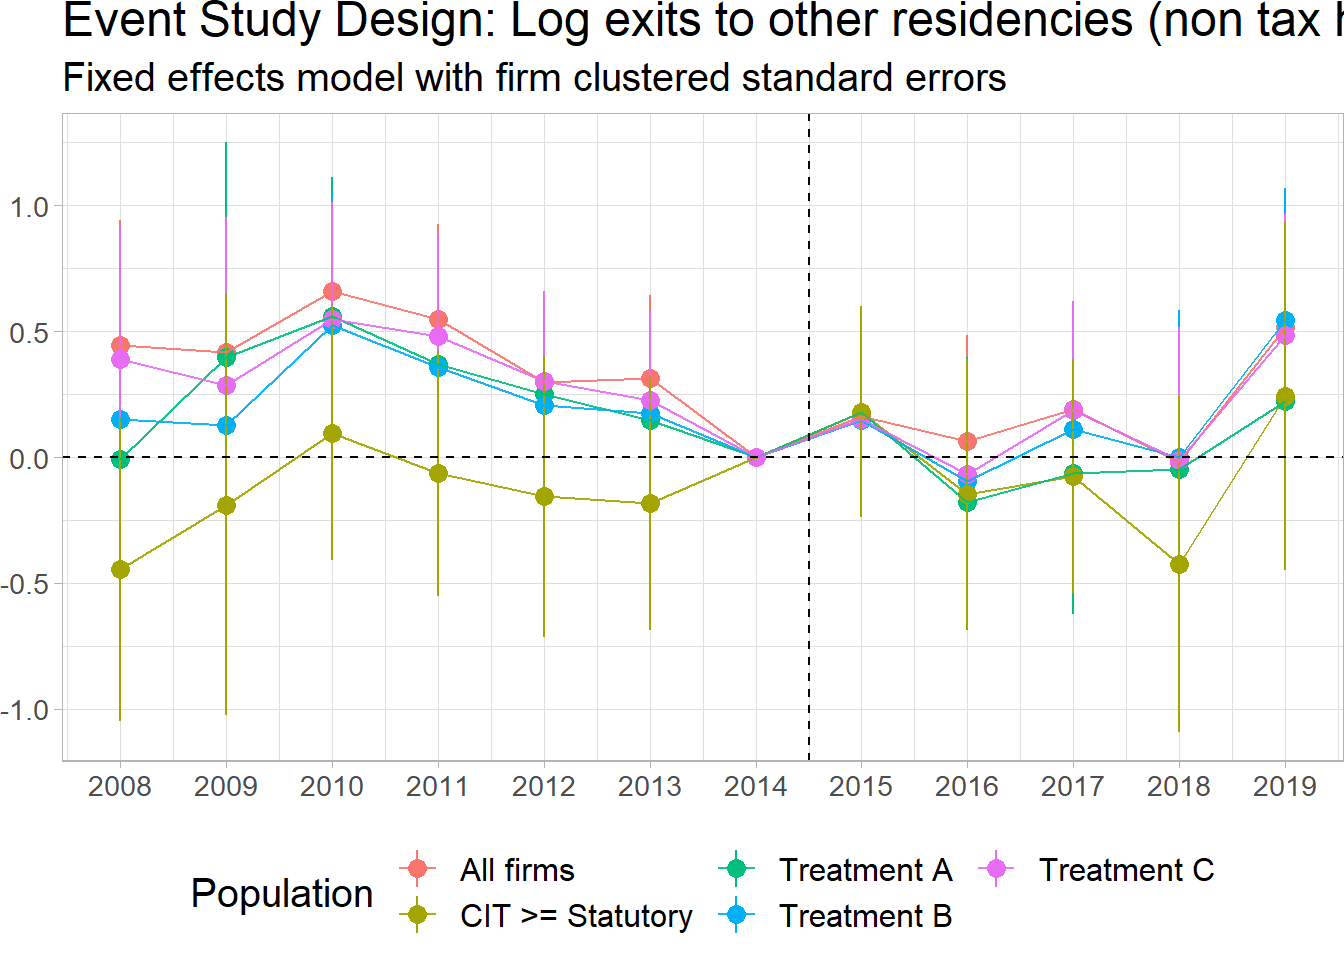 Event Study Design: Log exits to other residencies (non tax
Fixed effects model with firm clustered standard errors
1.0
0.5
0.0
-0.5
-1.0
2008 2009 2010 2011 2012 2013 2014 2015 2016 2017 2018 2019
Population
All firms
CIT >= Statutory
Treatment A
Treatment B
Treatment C